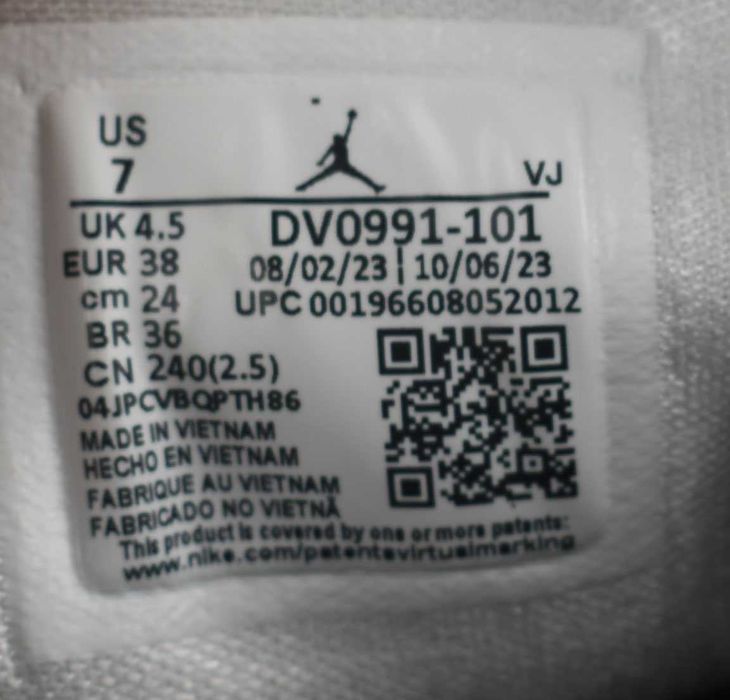 US
7
VJ
UK 4.5
DV0991-101
EUR 38
08/02/23 | 10/06/23
cm 24
UPC 00196608052012
BR 36
CN 240(2.5)
04JPCVBQPTH86
MADE IN VIETNAM
HECHO EN VIETNAM
FABRIQUE AU VIETNAM
FABRICADO NO VIETNÃ
This product is covered by one or more patents:
www.nike.com/patentsvirtualmarking